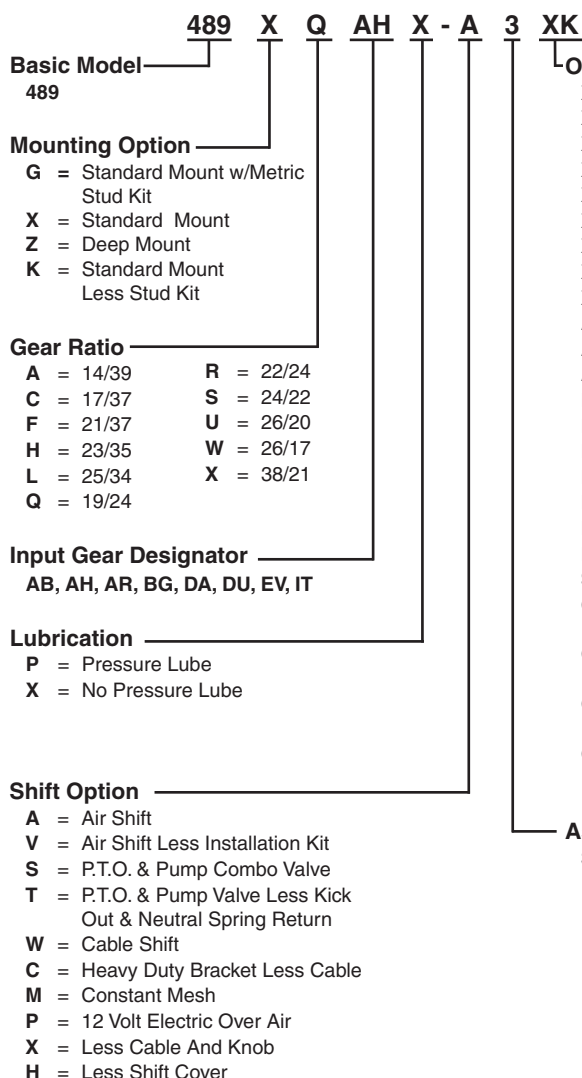 489 X Q AH X - A 3 XK
Basic Model
489
Mounting Option
G = Standard Mount w/Metric
Stud Kit
X = Standard Mount
Z = Deep Mount
K = Standard Mount
Less Stud Kit
Gear Ratio
A = 14/39
C = 17/37
F = 21/37
H = 23/35
L = 25/34
Q = 19/24
R = 22/24
S = 24/22
U = 26/20
W = 26/17
X = 38/21
Input Gear Designator
AB, AH, AR, BG, DA, DU, EV, IT
Lubrication
P = Pressure Lube
X = No Pressure Lube
Shift Option
A = Air Shift
V = Air Shift Less Installation Kit
S = P.T.O. & Pump Combo Valve
T = P.T.O. & Pump Valve Less Kick
Out & Neutral Spring Return
W = Cable Shift
C = Heavy Duty Bracket Less Cable
M = Constant Mesh
P = 12 Volt Electric Over Air
X = Less Cable And Knob
H = Less Shift Cover
O
A